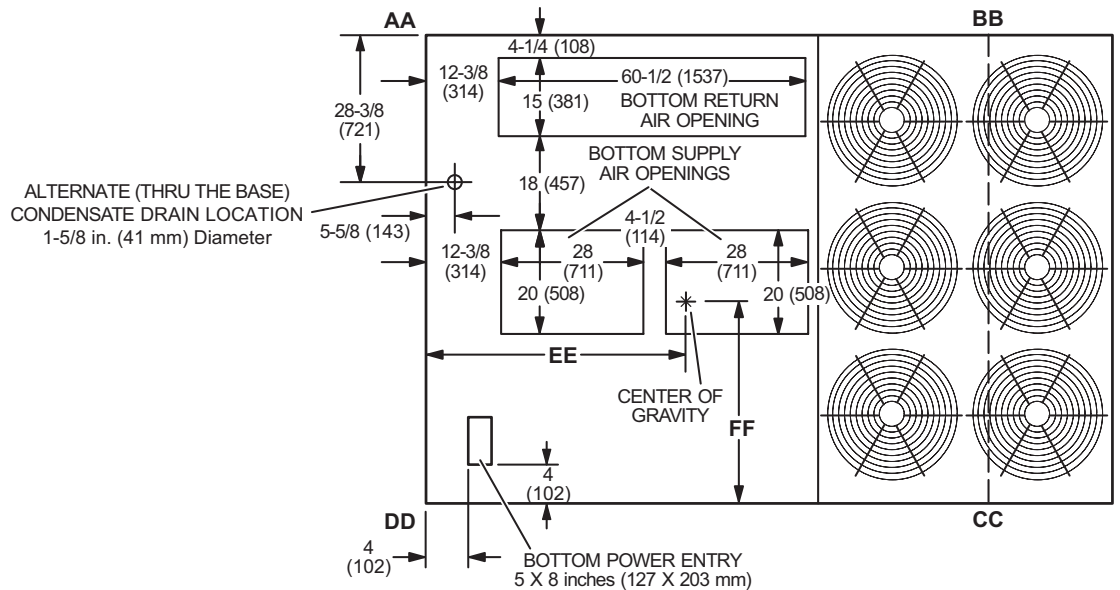 AA
BB
4-1/4 (108)
12-3/8
(314)
60-1/2 (1537)
28-3/8
(721)
15 (381)
BOTTOM RETURN
AIR OPENING
BOTTOM SUPPLY
AIR OPENINGS
18 (457)
ALTERNATE (THRU THE BASE)
CONDENSATE DRAIN LOCATION
1-5/8 in. (41 mm) Diameter
5-5/8 (143)
4-1/2
(114)
12-3/8
(314)
28
(711)
28
(711)
20 (508)
20 (508)
EE
CENTER OF
GRAVITY
FF
4
(102)
DD
CC
4
(102)
BOTTOM POWER ENTRY
5 X 8 inches (127 X 203 mm)